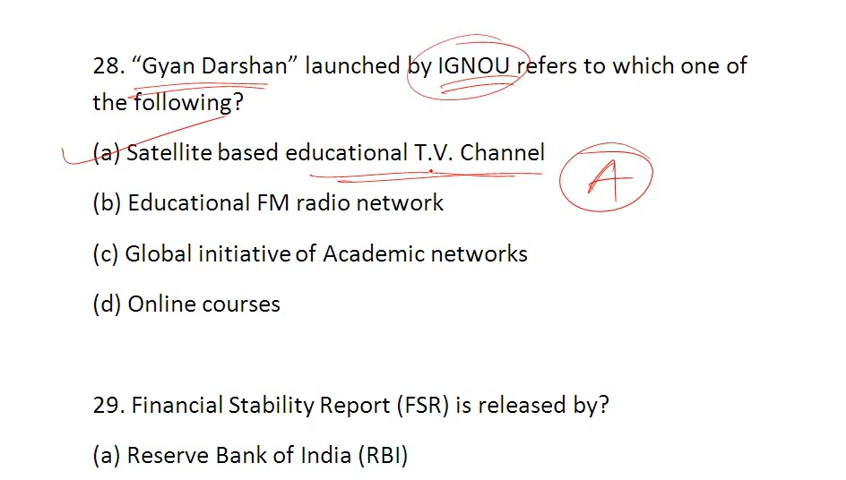 28. “Gyan Darshan” launched by IGNOU refers to which one of
the following?
(a) Satellite based educational T.V. Channel
A
(b) Educational FM radio network
(c) Global initiative of Academic networks
(d) Online courses
29. Financial Stability Report (FSR) is released by?
(a) Reserve Bank of India (RBI)